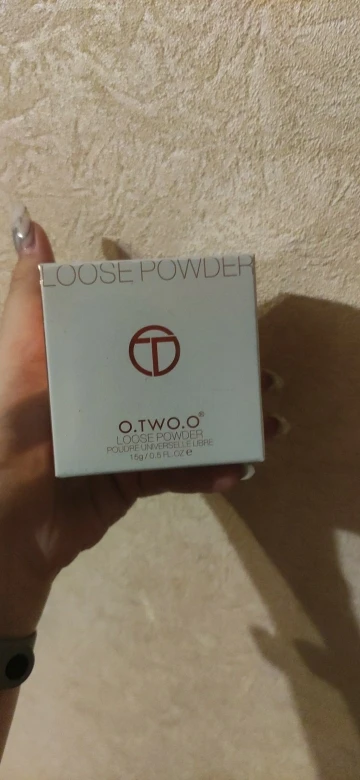 LOOSE POWDER
O.TWO.O®
LOOSE POWDER
POUDRE UNIVERSELLE LIBRE
15g / 0.5 FL.OZ ℮